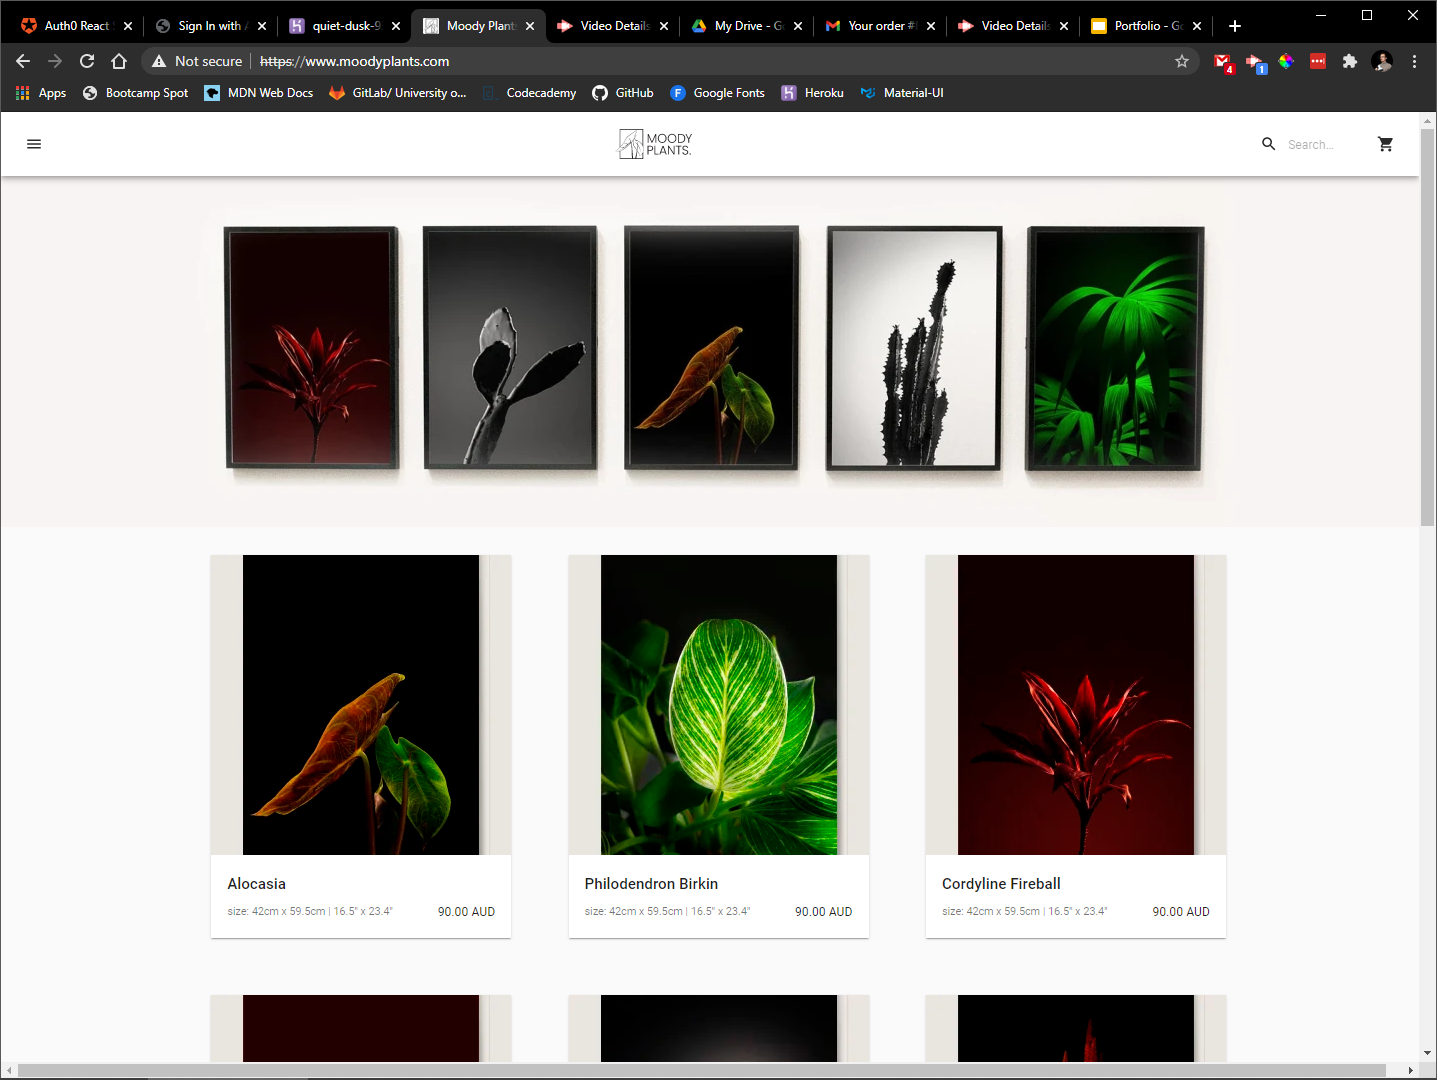 Auth0 React
Sign In with
quiet-dusk-9
Moody Plants
Video Details
My Drive - G
Your order #
Video Details
Portfolio - G
Not secure
https://www.moodyplants.com
4
1
Apps
Bootcamp Spot
MDN Web Docs
GitLab/ University o...
Codecademy
GitHub
F
Google Fonts
Heroku
Material-UI
MOODY
PLANTS.
Search...
Alocasia
size: 42cm x 59.5cm | 16.5" x 23.4"
90.00 AUD
Philodendron Birkin
size: 42cm x 59.5cm | 16.5" x 23.4"
90.00 AUD
Cordyline Fireball
size: 42cm x 59.5cm | 16.5" x 23.4"
90.00 AUD